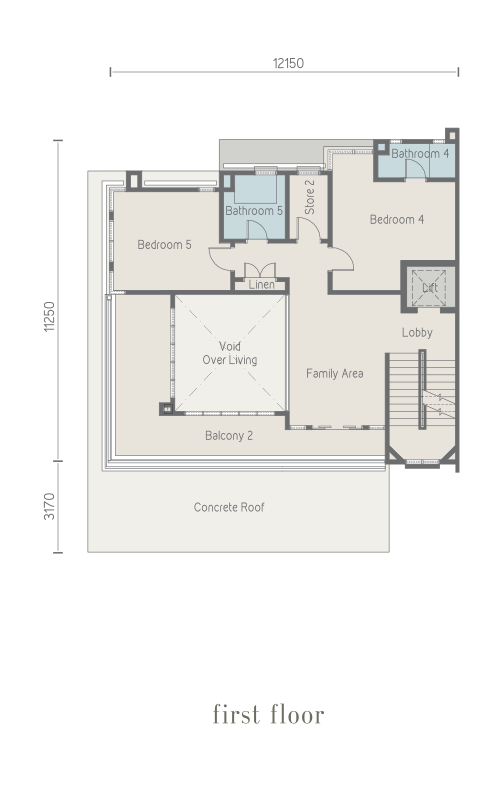 12150
Bathroom 4
Store 2
Bathroom 5
Bedroom 4
Bedroom 5
Linen
Lift
11250
Lobby
Void
Over Living
Family Area
Balcony 2
3170
Concrete Roof
first floor